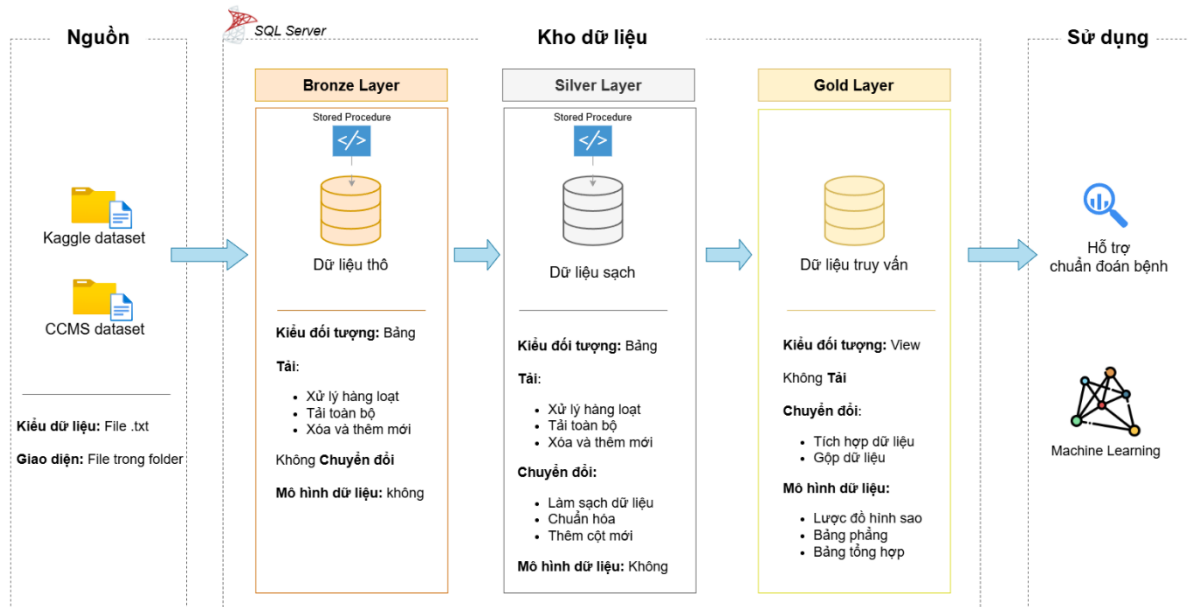 SQL Server
Nguồn
Kaggle dataset
CCMS dataset
Kiểu dữ liệu: File .txt
Giao diện: File trong folder
Kho dữ liệu
Bronze Layer
Stored Procedure
</>
Dữ liệu thô
Kiểu đối tượng: Bảng
Tải:
• Xử lý hàng loạt
• Tải toàn bộ
• Xóa và thêm mới
Không Chuyển đổi
Mô hình dữ liệu: không
Silver Layer
Stored Procedure
</>
Dữ liệu sạch
Kiểu đối tượng: Bảng
Tải:
• Xử lý hàng loạt
• Tải toàn bộ
• Xóa và thêm mới
Chuyển đổi:
• Làm sạch dữ liệu
• Chuẩn hóa
• Thêm cột mới
Mô hình dữ liệu: Không
Gold Layer
Dữ liệu truy vấn
Kiểu đối tượng: View
Không Tải
Chuyển đổi:
• Tích hợp dữ liệu
• Gộp dữ liệu
Mô hình dữ liệu:
• Lược đồ hình sao
• Bảng phẳng
• Bảng tổng hợp
Sử dụng
Hỗ trợ
chuẩn đoán bệnh
Machine Learning